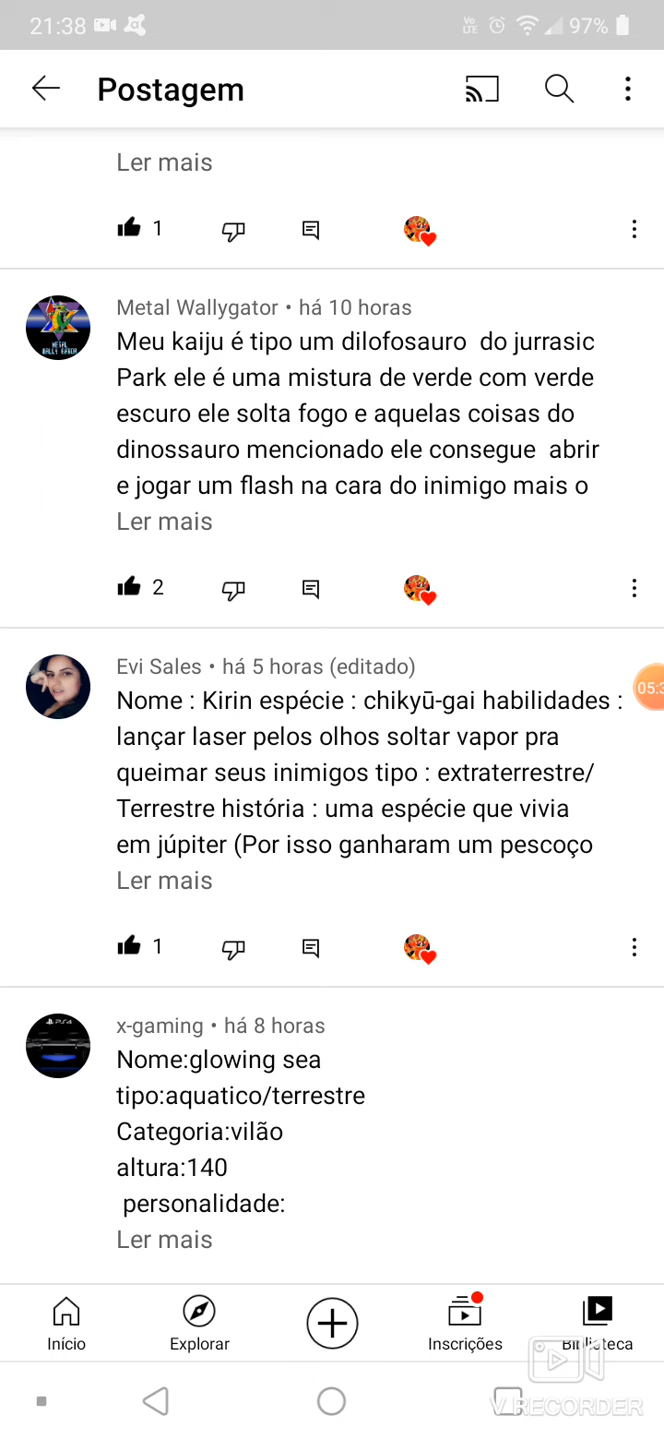 21:38
Vo
LTE
97%
Postagem
Ler mais
1
Metal Wallygator • há 10 horas
Meu kaiju é tipo um dilofosauro do jurrasic
Park ele é uma mistura de verde com verde
escuro ele solta fogo e aquelas coisas do
dinossauro mencionado ele consegue abrir
e jogar um flash na cara do inimigo mais o
Ler mais
2
Evi Sales • há 5 horas (editado)
Nome : Kirin espécie : chikyū-gai habilidades :
lançar laser pelos olhos soltar vapor pra
queimar seus inimigos tipo : extraterrestre/
Terrestre história : uma espécie que vivia
em júpiter (Por isso ganharam um pescoço
Ler mais
1
PS4
x-gaming • há 8 horas
Nome:glowing sea
tipo:aquatico/terrestre
Categoria:vilão
altura:140
personalidade:
Ler mais
Início
Explorar
Inscrições
Biblioteca
V RECORDER